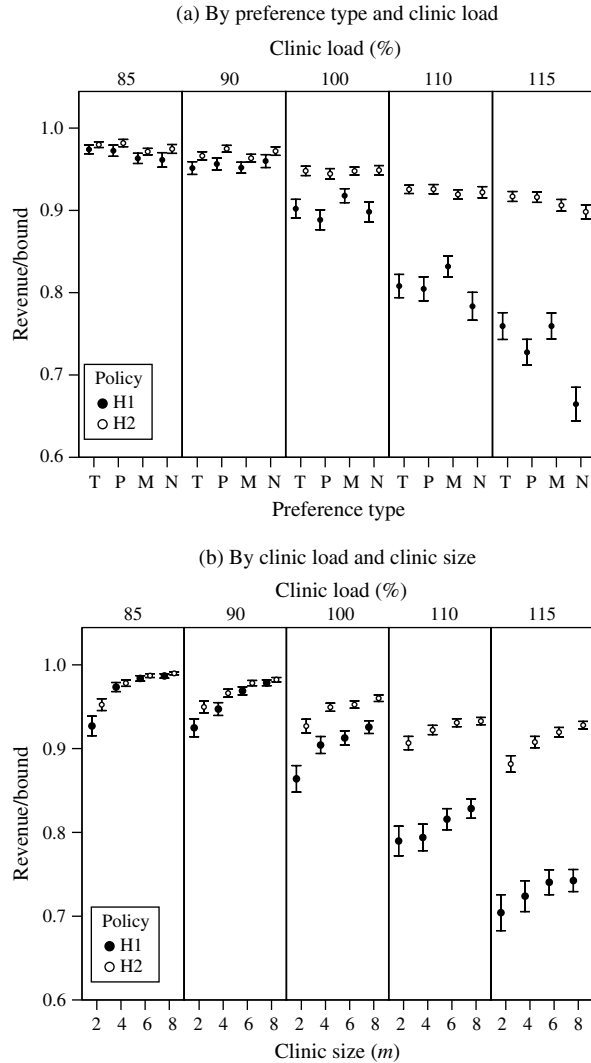 (a) By preference type and clinic load
Clinic load (%)
85 90 100 110 115
1.0
0.9
0.8
0.7
0.6
Revenue/bound
Policy
H1
H2
T P M N T P M N T P M N T P M N T P M N
Preference type
(b) By clinic load and clinic size
Clinic load (%)
85 90 100 110 115
1.0
0.9
0.8
0.7
0.6
Revenue/bound
Policy
H1
H2
2 4 6 8 2 4 6 8 2 4 6 8 2 4 6 8 2 4 6 8
Clinic size (m)